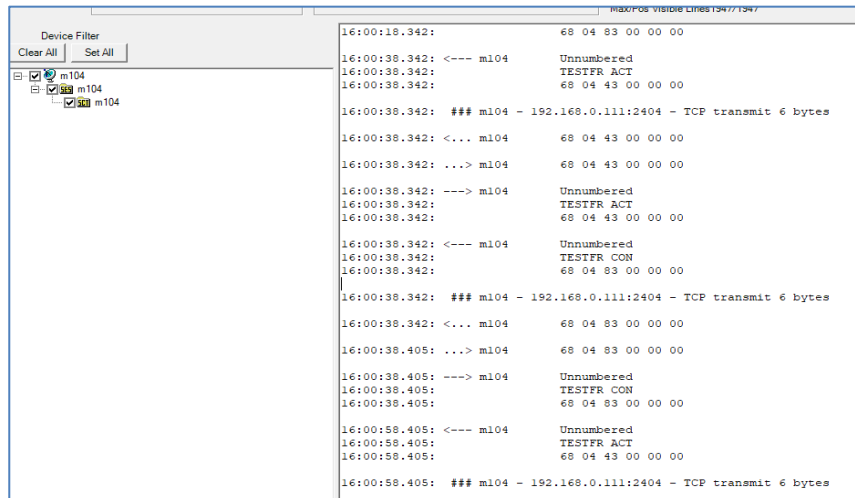 Max/Pos Visible Lines1947/1947
Device Filter
Clear All
Set All
m104
SES m104
m104
16:00:18.342: 68 04 83 00 00 00
16:00:38.342: <--- m104 Unnumbered
16:00:38.342: TESTFR ACT
16:00:38.342: 68 04 43 00 00 00
16:00:38.342: ### m104 - 192.168.0.111:2404 - TCP transmit 6 bytes
16:00:38.342: <... m104 68 04 43 00 00 00
16:00:38.342: ...> m104 68 04 43 00 00 00
16:00:38.342: ---> m104 Unnumbered
16:00:38.342: TESTFR ACT
16:00:38.342: 68 04 43 00 00 00
16:00:38.342: <--- m104 Unnumbered
16:00:38.342: TESTFR CON
16:00:38.342: 68 04 83 00 00 00
16:00:38.342: ### m104 - 192.168.0.111:2404 - TCP transmit 6 bytes
16:00:38.342: <... m104 68 04 83 00 00 00
16:00:38.405: ...> m104 68 04 83 00 00 00
16:00:38.405: ---> m104 Unnumbered
16:00:38.405: TESTFR CON
16:00:38.405: 68 04 83 00 00 00
16:00:58.405: <--- m104 Unnumbered
16:00:58.405: TESTFR ACT
16:00:58.405: 68 04 43 00 00 00
16:00:58.405: ### m104 - 192.168.0.111:2404 - TCP transmit 6 bytes